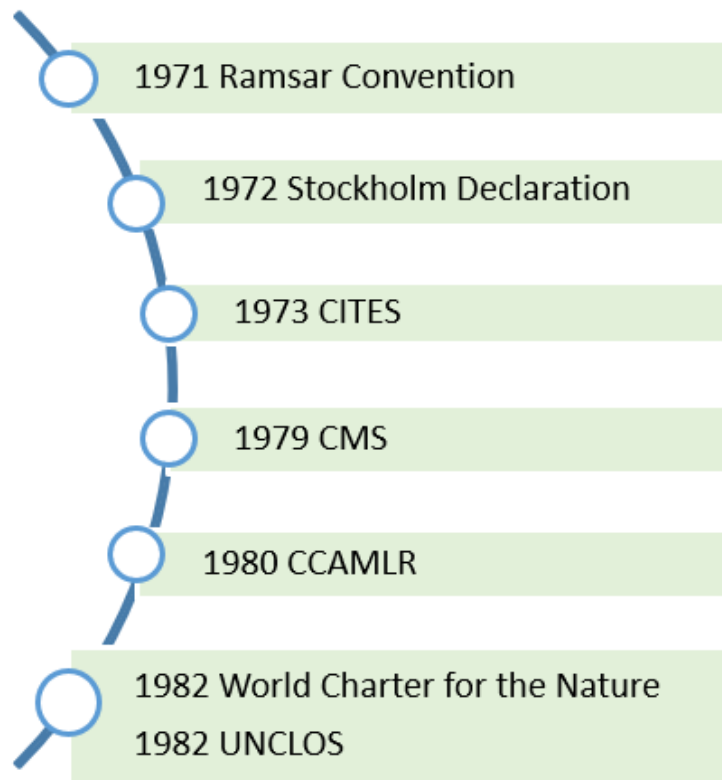 1971 Ramsar Convention
1972 Stockholm Declaration
1973 CITES
1979 CMS
1980 CCAMLR
1982 World Charter for the Nature
1982 UNCLOS